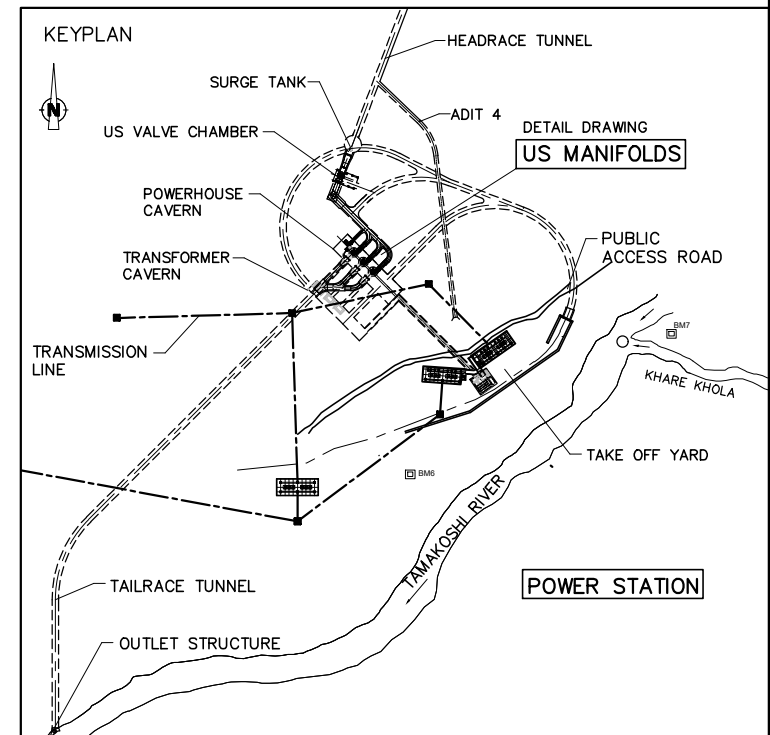 KEYPLAN
HEADRACE TUNNEL
N
SURGE TANK
ADIT 4
US VALVE CHAMBER
DETAIL DRAWING
US MANIFOLDS
POWERHOUSE
CAVERN
PUBLIC
ACCESS ROAD
TRANSFORMER
CAVERN
BM7
TRANSMISSION
LINE
KHARE KHOLA
TAKE OFF YARD
BM6
TAMAKOSHI RIVER
POWER STATION
TAILRACE TUNNEL
OUTLET STRUCTURE